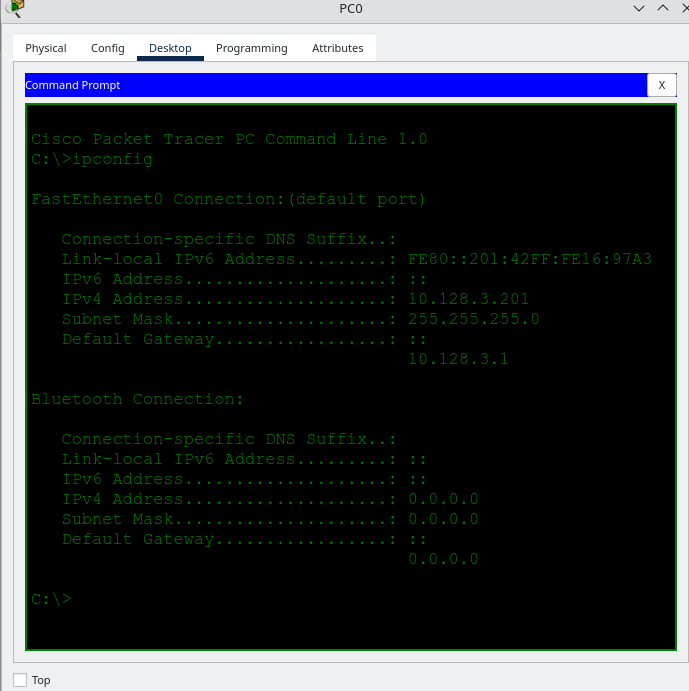 PC0
Physical Config Desktop Programming Attributes
Command Prompt X
Cisco Packet Tracer PC Command Line 1.0
C:\>ipconfig
FastEthernet0 Connection:(default port)
Connection-specific DNS Suffix..:
Link-local IPv6 Address.........: FE80::201:42FF:FE16:97A3
IPv6 Address....................: ::
IPv4 Address....................: 10.128.3.201
Subnet Mask.....................: 255.255.255.0
Default Gateway.................: ::
10.128.3.1
Bluetooth Connection:
Connection-specific DNS Suffix..:
Link-local IPv6 Address.........: ::
IPv6 Address....................: ::
IPv4 Address....................: 0.0.0.0
Subnet Mask.....................: 0.0.0.0
Default Gateway.................: ::
0.0.0.0
C:\>
Top